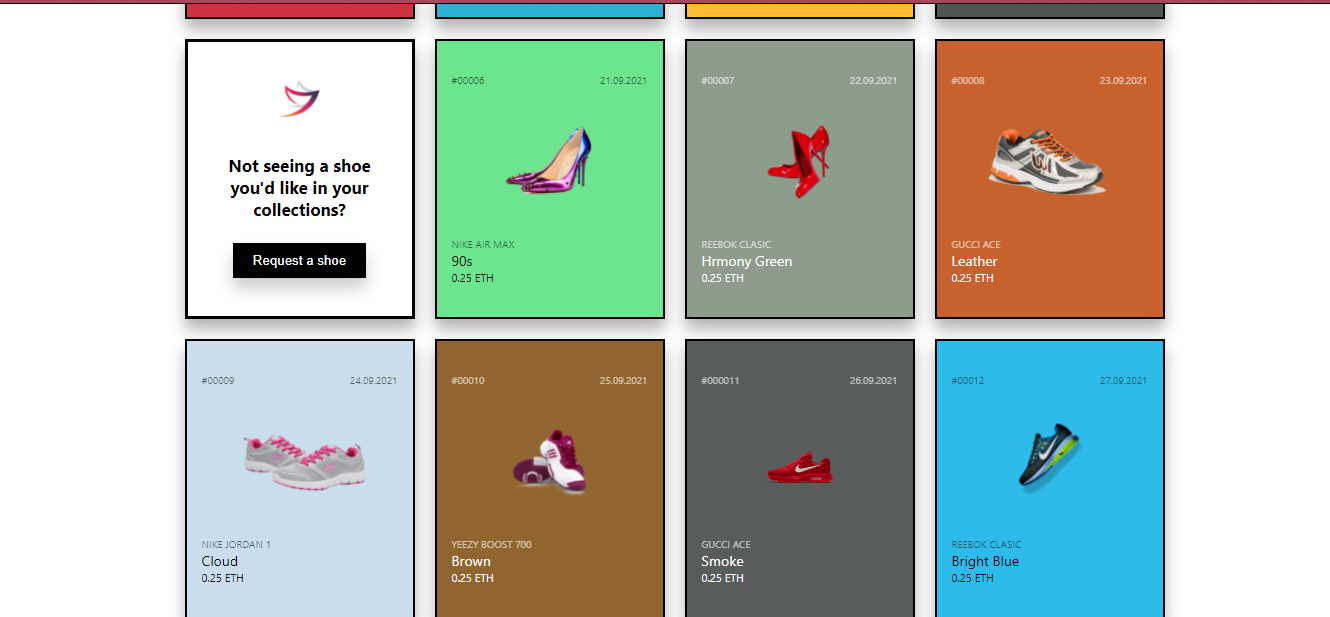 Not seeing a shoe
you'd like in your
collections?
Request a shoe
#00006 21.09.2021
NIKE AIR MAX
90s
0.25 ETH
#00007 22.09.2021
REEBOK CLASIC
Hrmony Green
0.25 ETH
#00008 23.09.2021
GUCCI ACE
Leather
0.25 ETH
#00009 24.09.2021
NIKE JORDAN 1
Cloud
0.25 ETH
#00010 25.09.2021
YEEZY BOOST 700
Brown
0.25 ETH
#000011 26.09.2021
GUCCI ACE
Smoke
0.25 ETH
#00012 27.09.2021
REEBOK CLASIC
Bright Blue
0.25 ETH